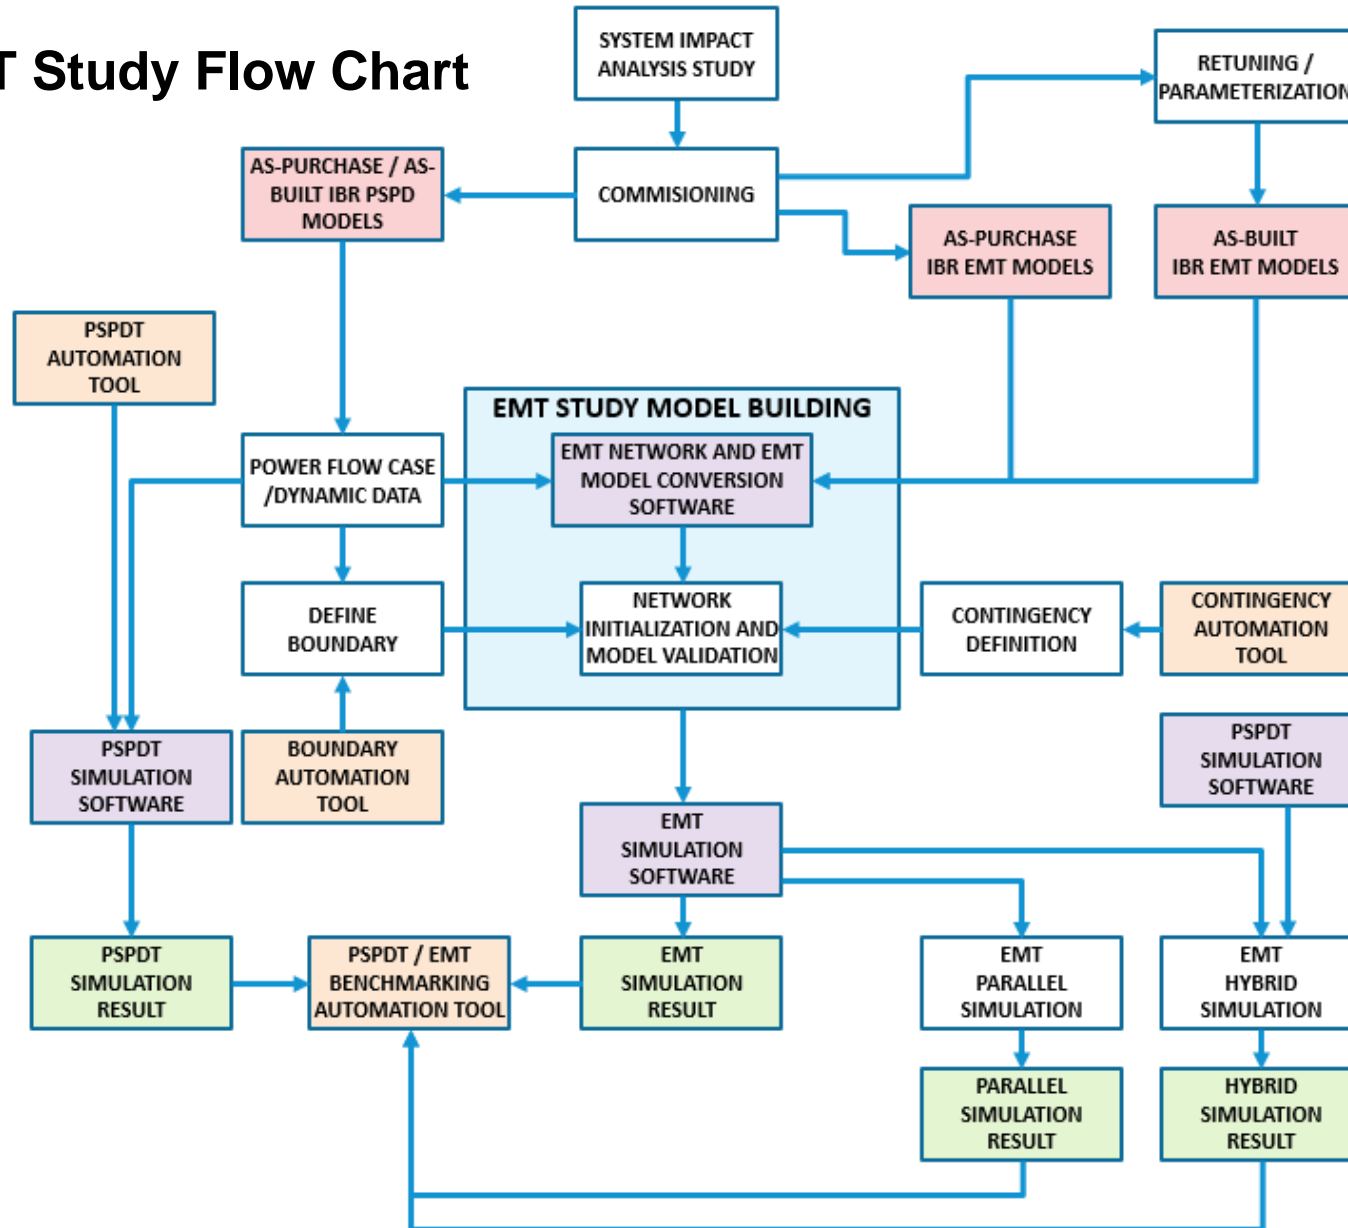 T Study Flow Chart
SYSTEM IMPACT
ANALYSIS STUDY
RETUNING /
PARAMETERIZATION
AS-PURCHASE / AS-
BUILT IBR PSPD
MODELS
COMMISIONING
AS-PURCHASE
IBR EMT MODELS
AS-BUILT
IBR EMT MODELS
PSPDT
AUTOMATION
TOOL
EMT STUDY MODEL BUILDING
POWER FLOW CASE
/DYNAMIC DATA
EMT NETWORK AND EMT
MODEL CONVERSION
SOFTWARE
DEFINE
BOUNDARY
NETWORK
INITIALIZATION AND
MODEL VALIDATION
CONTINGENCY
DEFINITION
CONTINGENCY
AUTOMATION
TOOL
PSPDT
SIMULATION
SOFTWARE
BOUNDARY
AUTOMATION
TOOL
PSPDT
SIMULATION
SOFTWARE
EMT
SIMULATION
SOFTWARE
PSPDT
SIMULATION
RESULT
PSPDT / EMT
BENCHMARKING
AUTOMATION TOOL
EMT
SIMULATION
RESULT
EMT
PARALLEL
SIMULATION
EMT
HYBRID
SIMULATION
PARALLEL
SIMULATION
RESULT
HYBRID
SIMULATION
RESULT